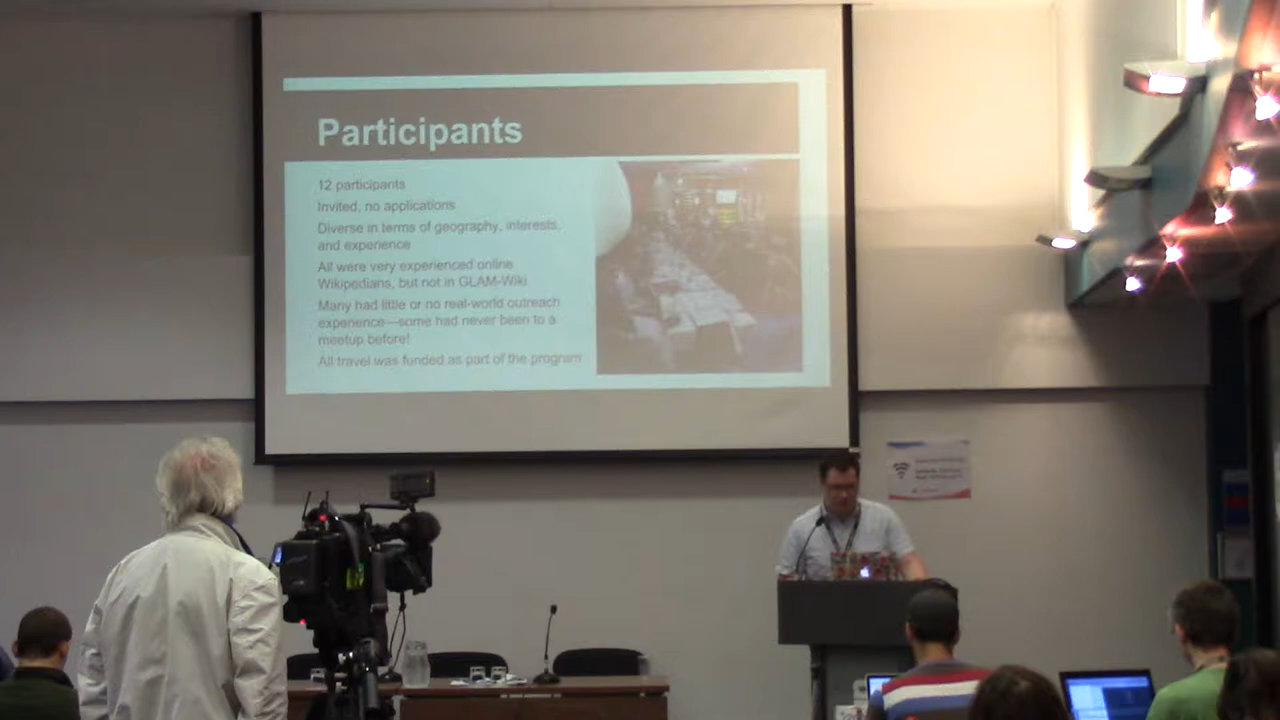 Participants
12 participants
Invited, no applications
Diverse in terms of geography, interests,
and experience
All were very experienced online
Wikipedians, but not in GLAM-Wiki
Many had little or no real-world outreach
experience—some had never been to a
meetup before!
All travel was funded as part of the program